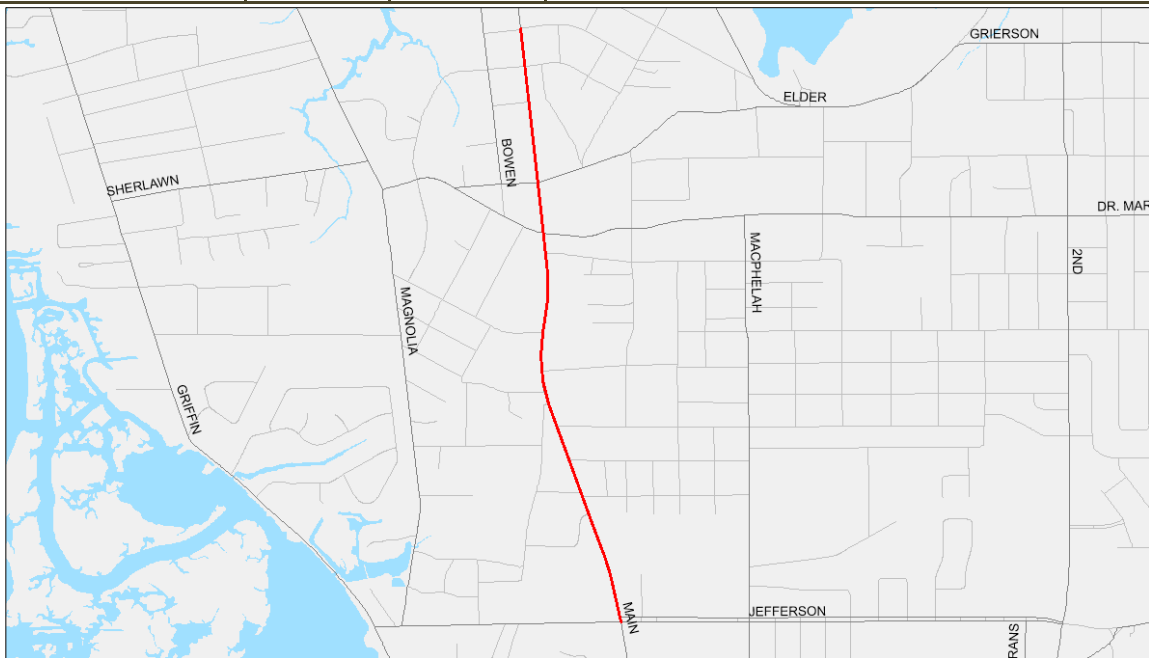 GRIERSON
ELDER
BOWEN
SHERLAWN
DR. MAR
MACPHELAH
2ND
MAGNOLIA
GRIFFIN
MAIN
JEFFERSON
RANS